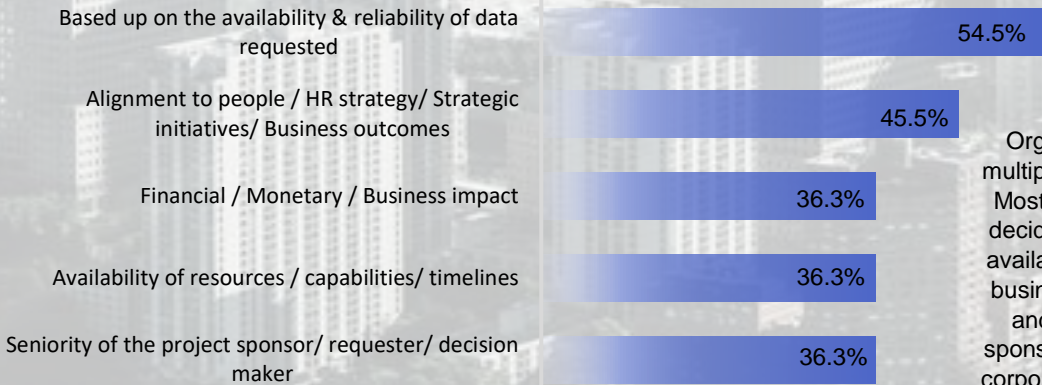 Based up on the availability & reliability of data
requested
54.5%
Alignment to people / HR strategy/ Strategic
initiatives/ Business outcomes
45.5%
Financial / Monetary / Business impact
36.3%
Availability of resources / capabilities/ timelines
36.3%
Seniority of the project sponsor/ requester/ decision
maker
36.3%
and